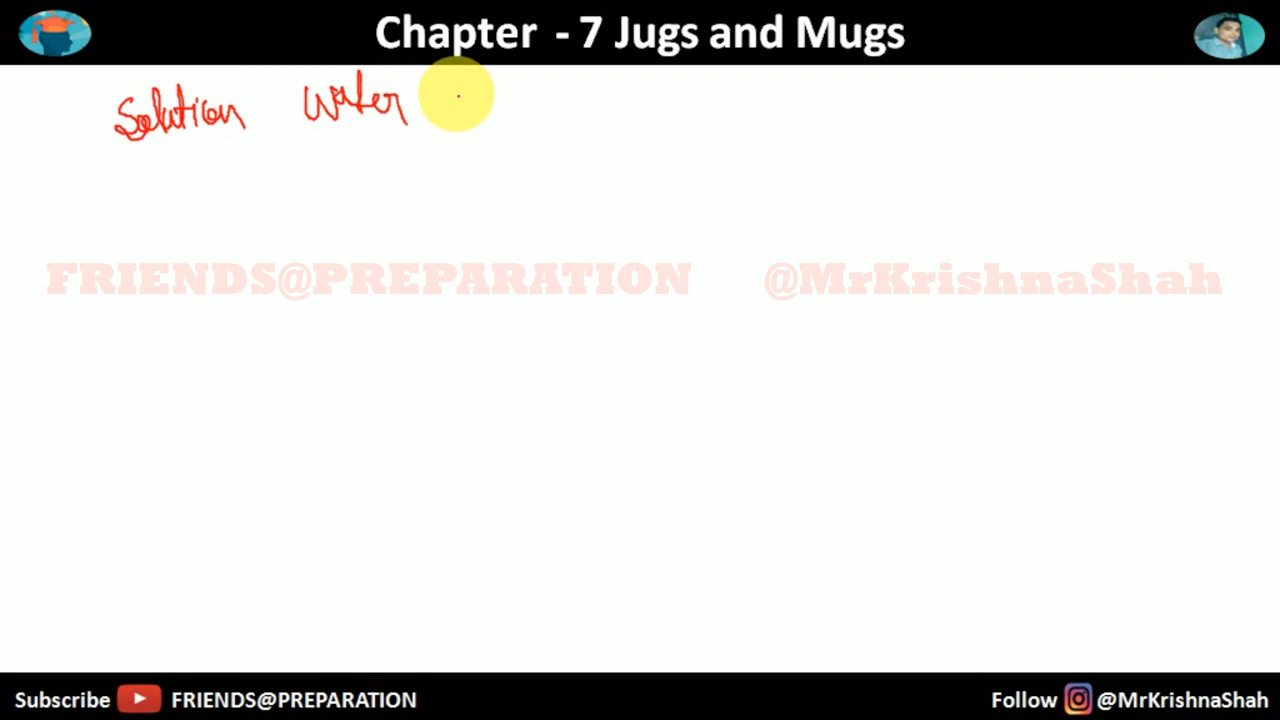 Chapter - 7 Jugs and Mugs
Solution Water
FRIENDS@PREPARATION @MrKrishnaShah
Subscribe FRIENDS@PREPARATION Follow @MrKrishnaShah